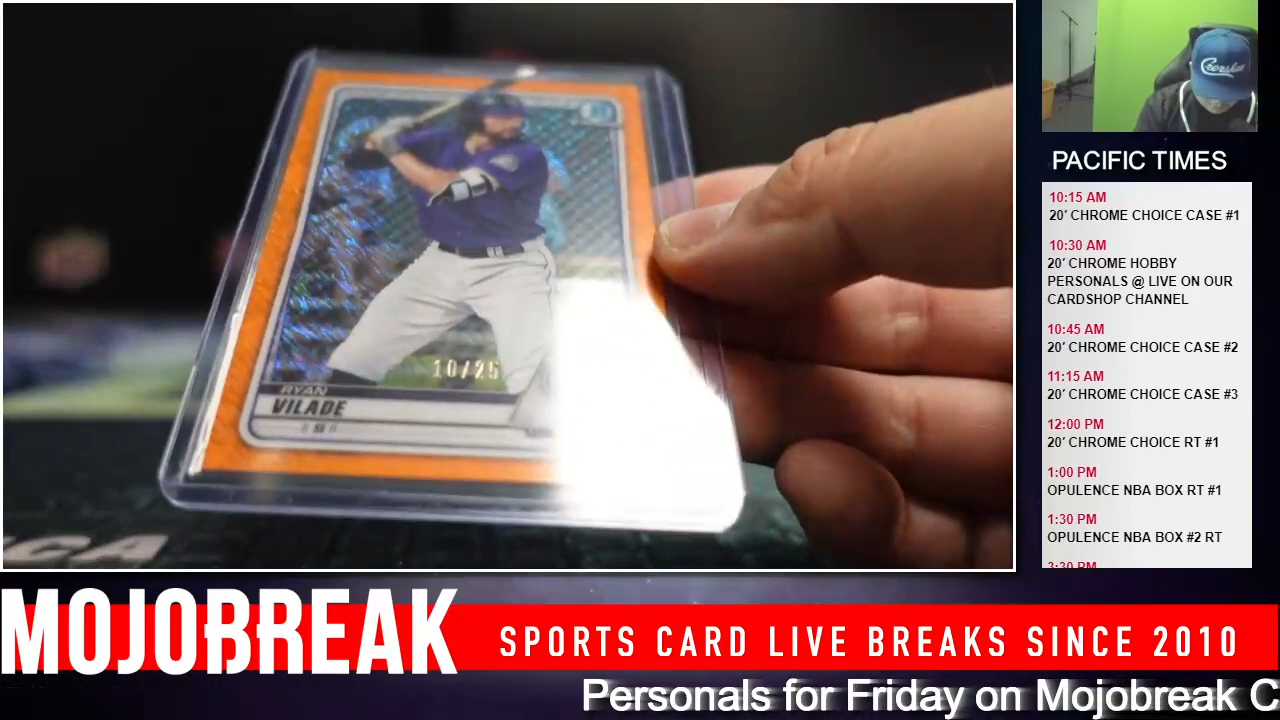 10/25
RYAN
VILADE
PACIFIC TIMES
10:15 AM
20' CHROME CHOICE CASE #1
10:30 AM
20' CHROME HOBBY
PERSONALS @ LIVE ON OUR
CARDSHOP CHANNEL
10:45 AM
20' CHROME CHOICE CASE #2
11:15 AM
20' CHROME CHOICE CASE #3
12:00 PM
20' CHROME CHOICE RT #1
1:00 PM
OPULENCE NBA BOX RT #1
1:30 PM
OPULENCE NBA BOX #2 RT
3:30 PM
MOJOBREAK
SPORTS CARD LIVE BREAKS SINCE 2010
Personals for Friday on Mojobreak C